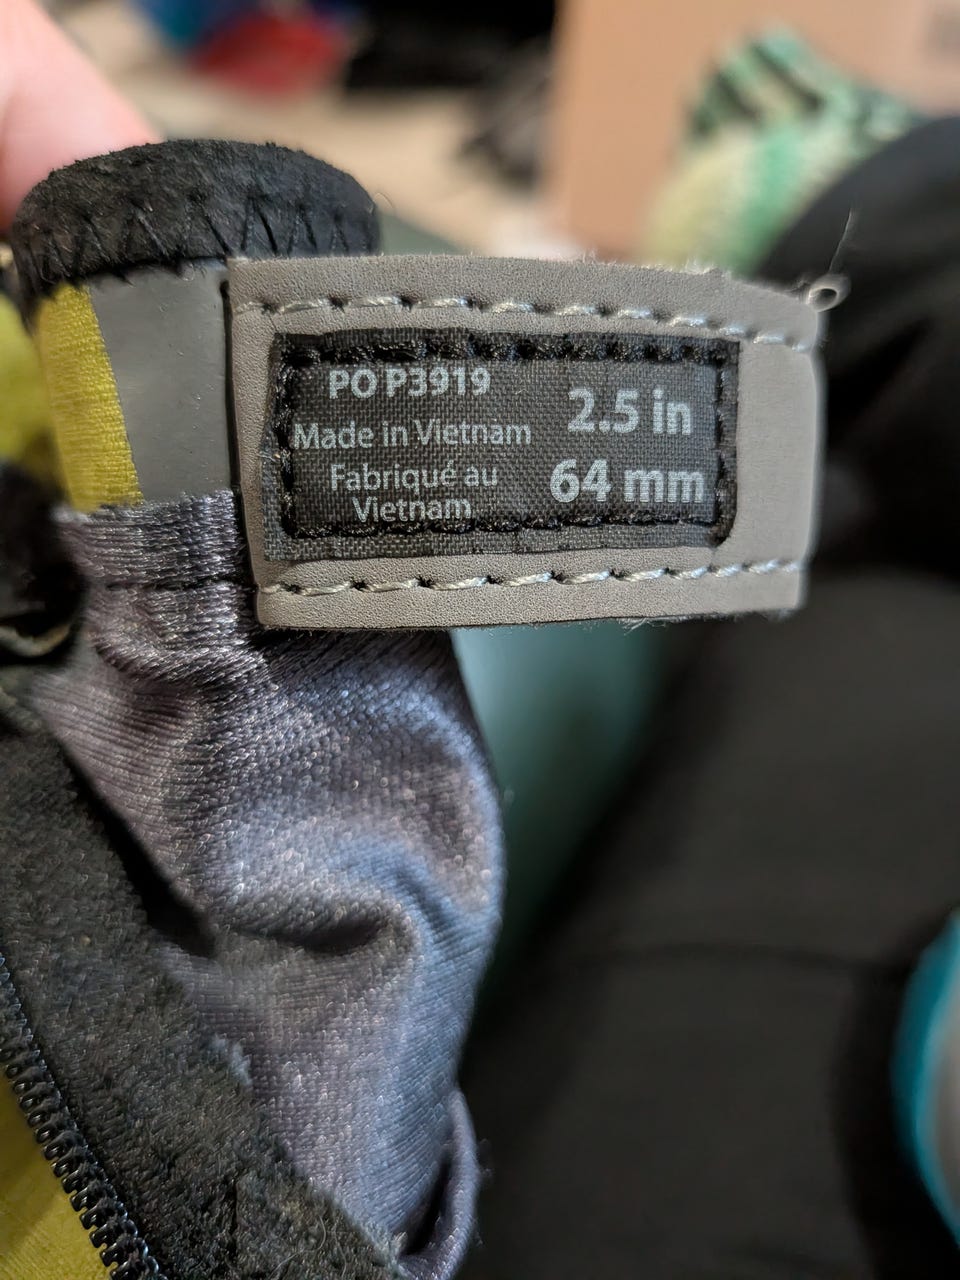 PO P3919
Made in Vietnam
Fabriqué au
Vietnam
2.5 in
64 mm